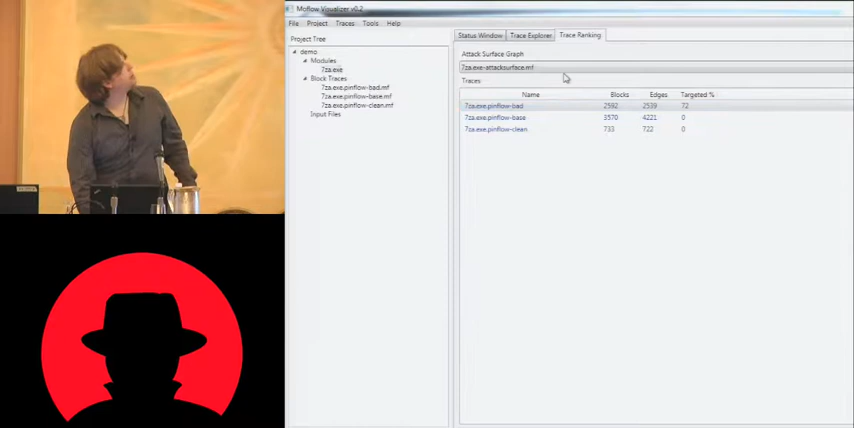 Moflow Visualizer v0.2
File Project Traces Tools Help
Project Tree
demo
Modules
7za.exe
Block Traces
7za.exe.pinflow-bad.mf
7za.exe.pinflow-base.mf
7za.exe.pinflow-clean.mf
Input Files
Status Window Trace Explorer Trace Ranking
Attack Surface Graph
7za.exe-attacksurface.mf
Traces
Name Blocks Edges Targeted %
7za.exe.pinflow-bad 2592 2539 72
7za.exe.pinflow-base 3570 4221 0
7za.exe.pinflow-clean 733 722 0